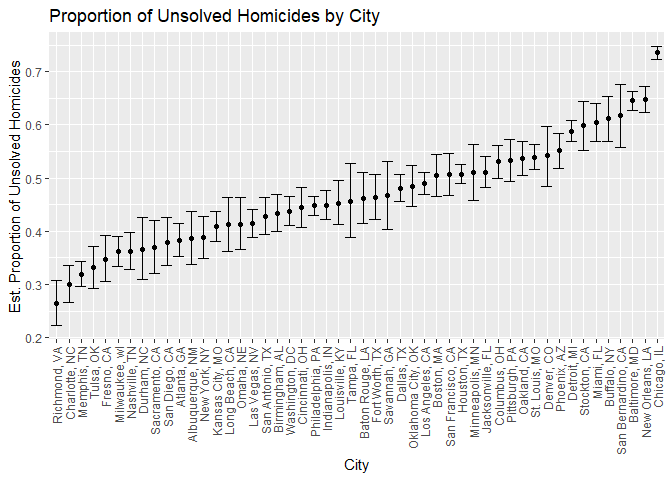 Proportion of Unsolved Homicides by City
Est. Proportion of Unsolved Homicides
0.7
0.6
0.5
0.4
0.3
0.2
Richmond, VA
Charlotte, NC
Memphis, TN
Tulsa, OK
Fresno, CA
Milwaukee, wI
Nashville, TN
Durham, NC
Sacramento, CA
San Diego, CA
Atlanta, GA
Albuquerque, NM
New York, NY
Kansas City, MO
Long Beach, CA
Omaha, NE
Las Vegas, NV
San Antonio, TX
Birmingham, AL
Washington, DC
Cincinnati, OH
Philadelphia, PA
Indianapolis, IN
Louisville, KY
Tampa, FL
Baton Rouge, LA
Fort Worth, TX
Savannah, GA
Dallas, TX
Oklahoma City, OK
Los Angeles, CA
Boston, MA
San Francisco, CA
Houston, TX
Minneapolis, MN
Jacksonville, FL
Columbus, OH
Pittsburgh, PA
Oakland, CA
St. Louis, MO
Denver, CO
Phoenix, AZ
Detroit, MI
Stockton, CA
Miami, FL
Buffalo, NY
San Bernardino, CA
Baltimore, MD
New Orleans, LA
Chicago, IL
City